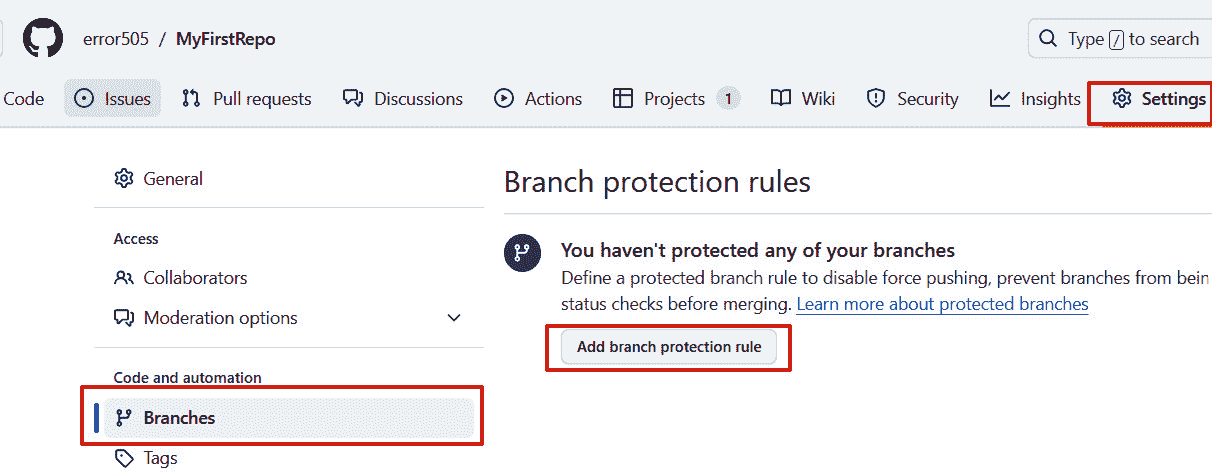 error505 / MyFirstRepo
Type / to search
Code Issues Pull requests Discussions Actions Projects 1 Wiki Security Insights Settings
General
Access
Collaborators
Moderation options
Code and automation
Branches
Tags
Branch protection rules
You haven't protected any of your branches
Define a protected branch rule to disable force pushing, prevent branches from bein
status checks before merging. Learn more about protected branches
Add branch protection rule